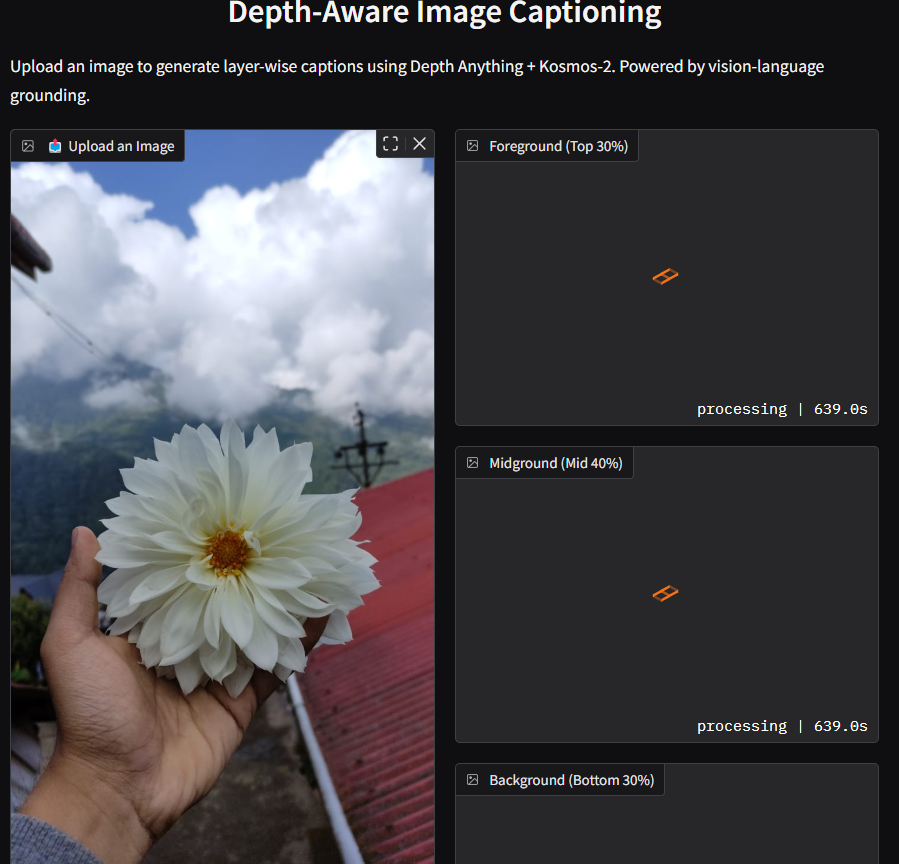 Depth-Aware Image Captioning
Upload an image to generate layer-wise captions using Depth Anything + Kosmos-2. Powered by vision-language
grounding.
Upload an Image
Foreground (Top 30%)
processing | 639.0s
Midground (Mid 40%)
processing | 639.0s
Background (Bottom 30%)